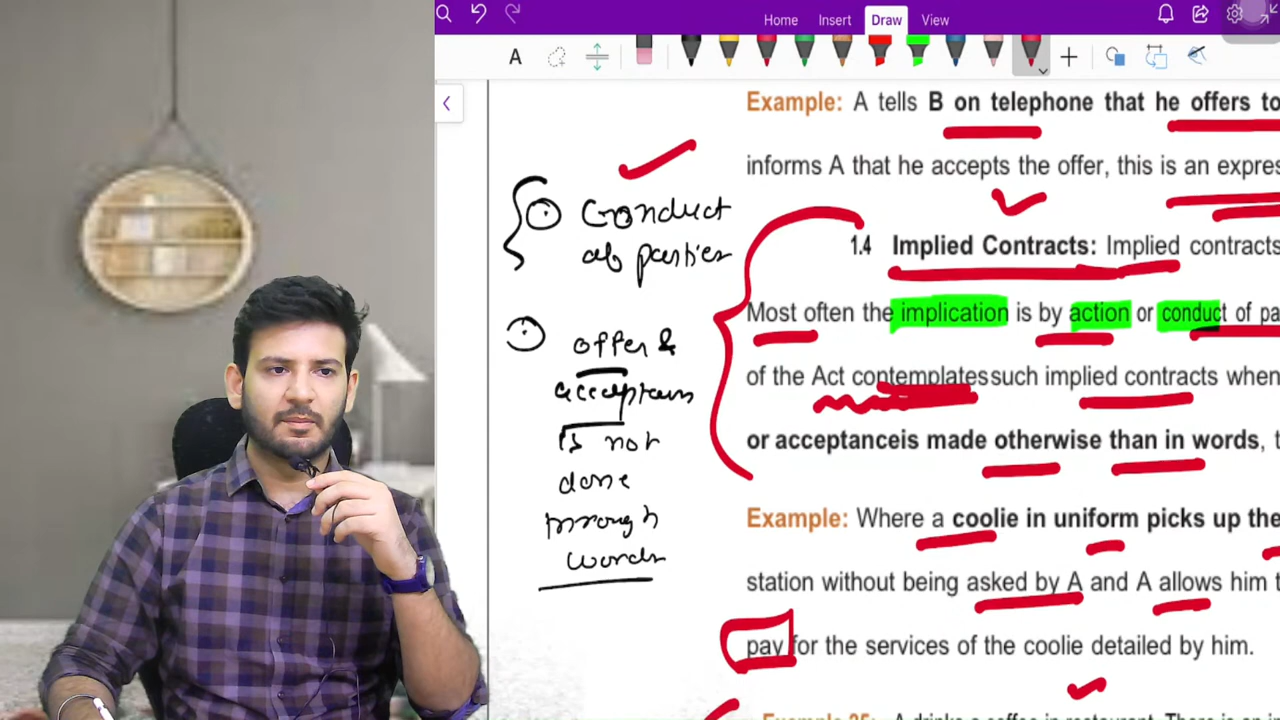 Home Insert Draw View
A
Example: A tells B on telephone that he offers to
informs A that he accepts the offer, this is an expres
Conduct
of parties
1.4 Implied Contracts: Implied contracts
Most often the implication is by action or conduct of pa
offer &
acceptance
is not
done
through
words
of the Act contemplates such implied contracts when
or acceptanceis made otherwise than in words, t
Example: Where a coolie in uniform picks up the
station without being asked by A and A allows him t
pay for the services of the coolie detailed by him.